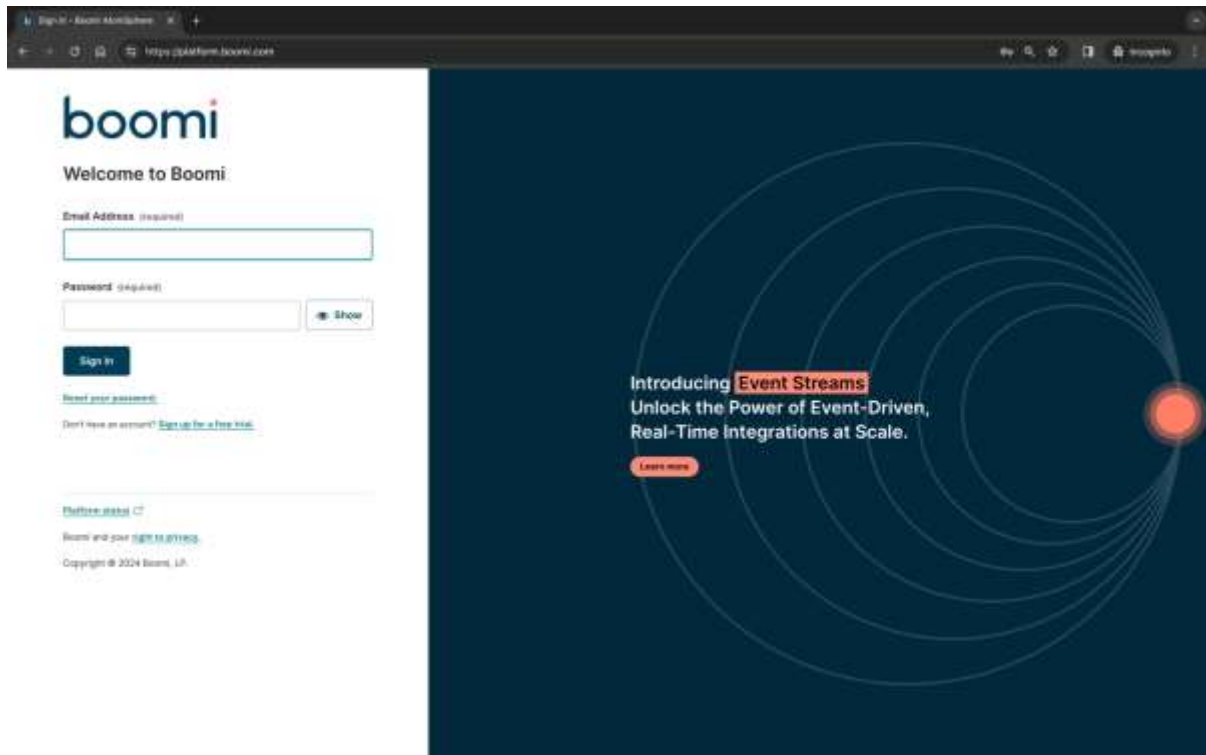 Sign In - Boomi AtomSphere
https://platform.boomi.com
Incognito
boomi
Welcome to Boomi
Email Address (required)
Password (required)
Show
Sign In
Reset your password.
Don't have an account? Sign up for a free trial.
Platform status
Boomi and your right to privacy.
Copyright © 2024 Boomi, LP.
Introducing Event Streams
Unlock the Power of Event-Driven,
Real-Time Integrations at Scale.
Learn more